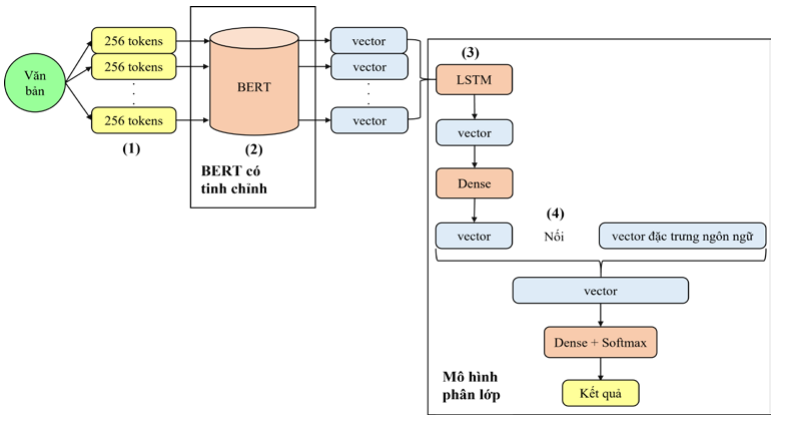 Văn
bản
256 tokens
256 tokens
.
.
.
256 tokens
(1)
BERT
(2)
BERT có
tinh chỉnh
vector
vector
.
.
.
vector
(3)
LSTM
vector
Dense
vector
(4)
Nối
vector đặc trưng ngôn ngữ
vector
Dense + Softmax
Kết quả
Mô hình
phân lớp